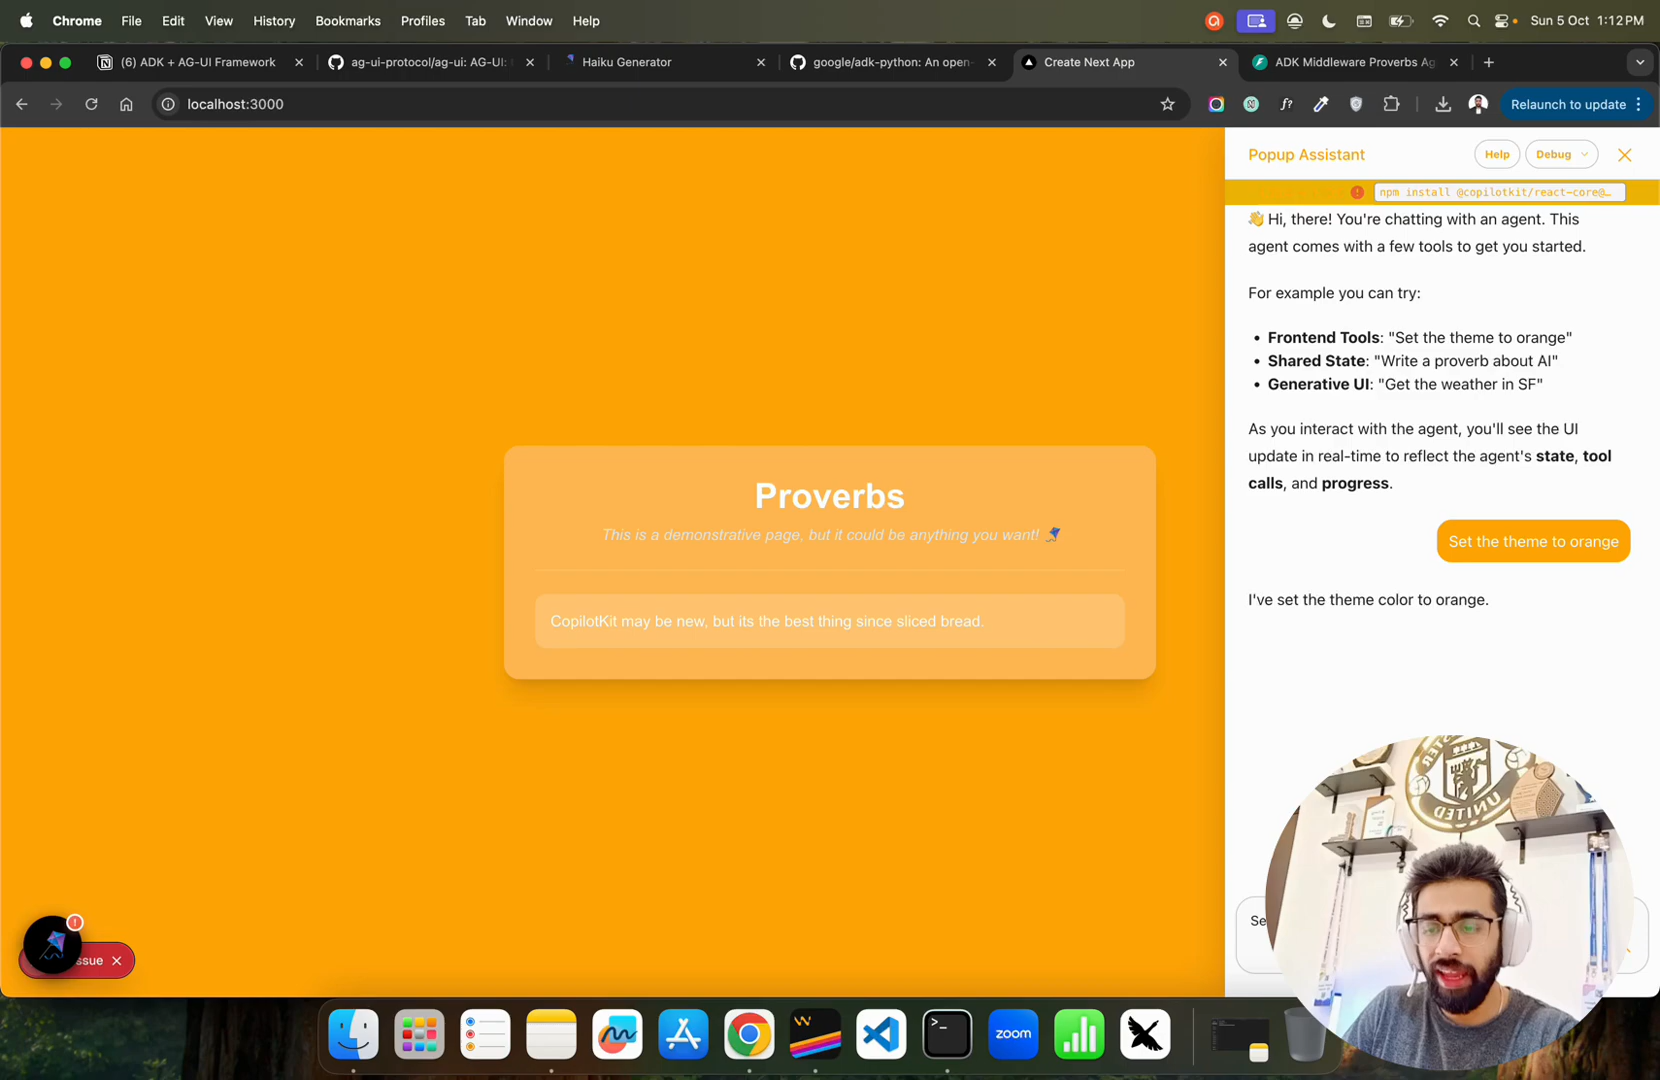 Chrome File Edit View History Bookmarks Profiles Tab Window Help
Sun 5 Oct 1:12 PM
(6) ADK + AG-UI Framework
ag-ui-protocol/ag-ui: AG-UI:
Haiku Generator
google/adk-python: An open-
Create Next App
ADK Middleware Proverbs Ag
localhost:3000
f?
Relaunch to update
Popup Assistant
Help
Debug
npm install @copilotkit/react-core@…
👋 Hi, there! You're chatting with an agent. This
agent comes with a few tools to get you started.
For example you can try:
• Frontend Tools: "Set the theme to orange"
• Shared State: "Write a proverb about AI"
• Generative UI: "Get the weather in SF"
As you interact with the agent, you'll see the UI
update in real-time to reflect the agent's state, tool
calls, and progress.
Set the theme to orange
I've set the theme color to orange.
Proverbs
This is a demonstrative page, but it could be anything you want! 🪁
CopilotKit may be new, but its the best thing since sliced bread.
Se
!
ssue
UNITED
W
>_
zoom